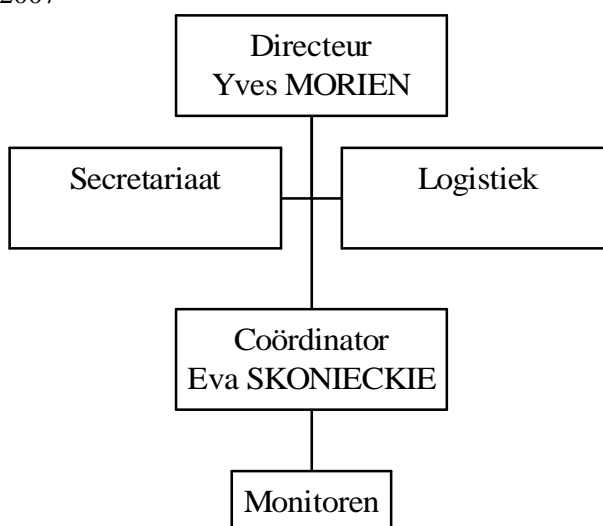 2007
Directeur
Yves MORIEN
Secretariaat
Logistiek
Coördinator
Eva SKONIECKIE
Monitoren